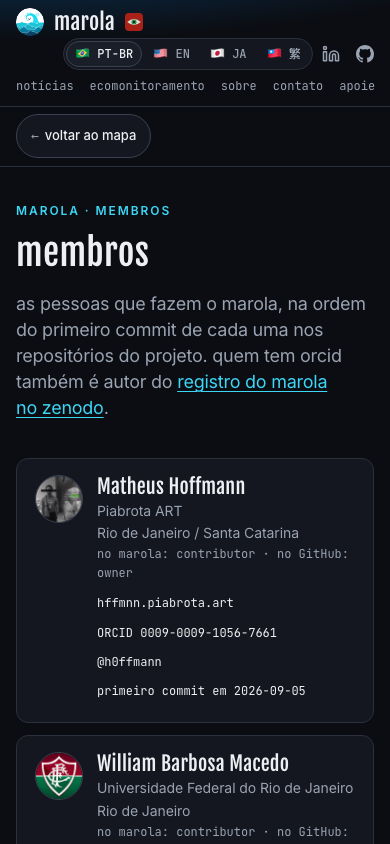 marola
PT-BR EN JA 繁
notícias ecomonitoramento sobre contato apoie
← voltar ao mapa
MAROLA · MEMBROS
membros
as pessoas que fazem o marola, na ordem
do primeiro commit de cada uma nos
repositórios do projeto. quem tem orcid
também é autor do registro do marola
no zenodo.
Matheus Hoffmann
Piabrota ART
Rio de Janeiro / Santa Catarina
no marola: contributor · no GitHub:
owner
hffmnn.piabrota.art
ORCID 0009-0009-1056-7661
@h0ffmann
primeiro commit em 2026-09-05
William Barbosa Macedo
Universidade Federal do Rio de Janeiro
Rio de Janeiro
no marola: contributor · no GitHub: